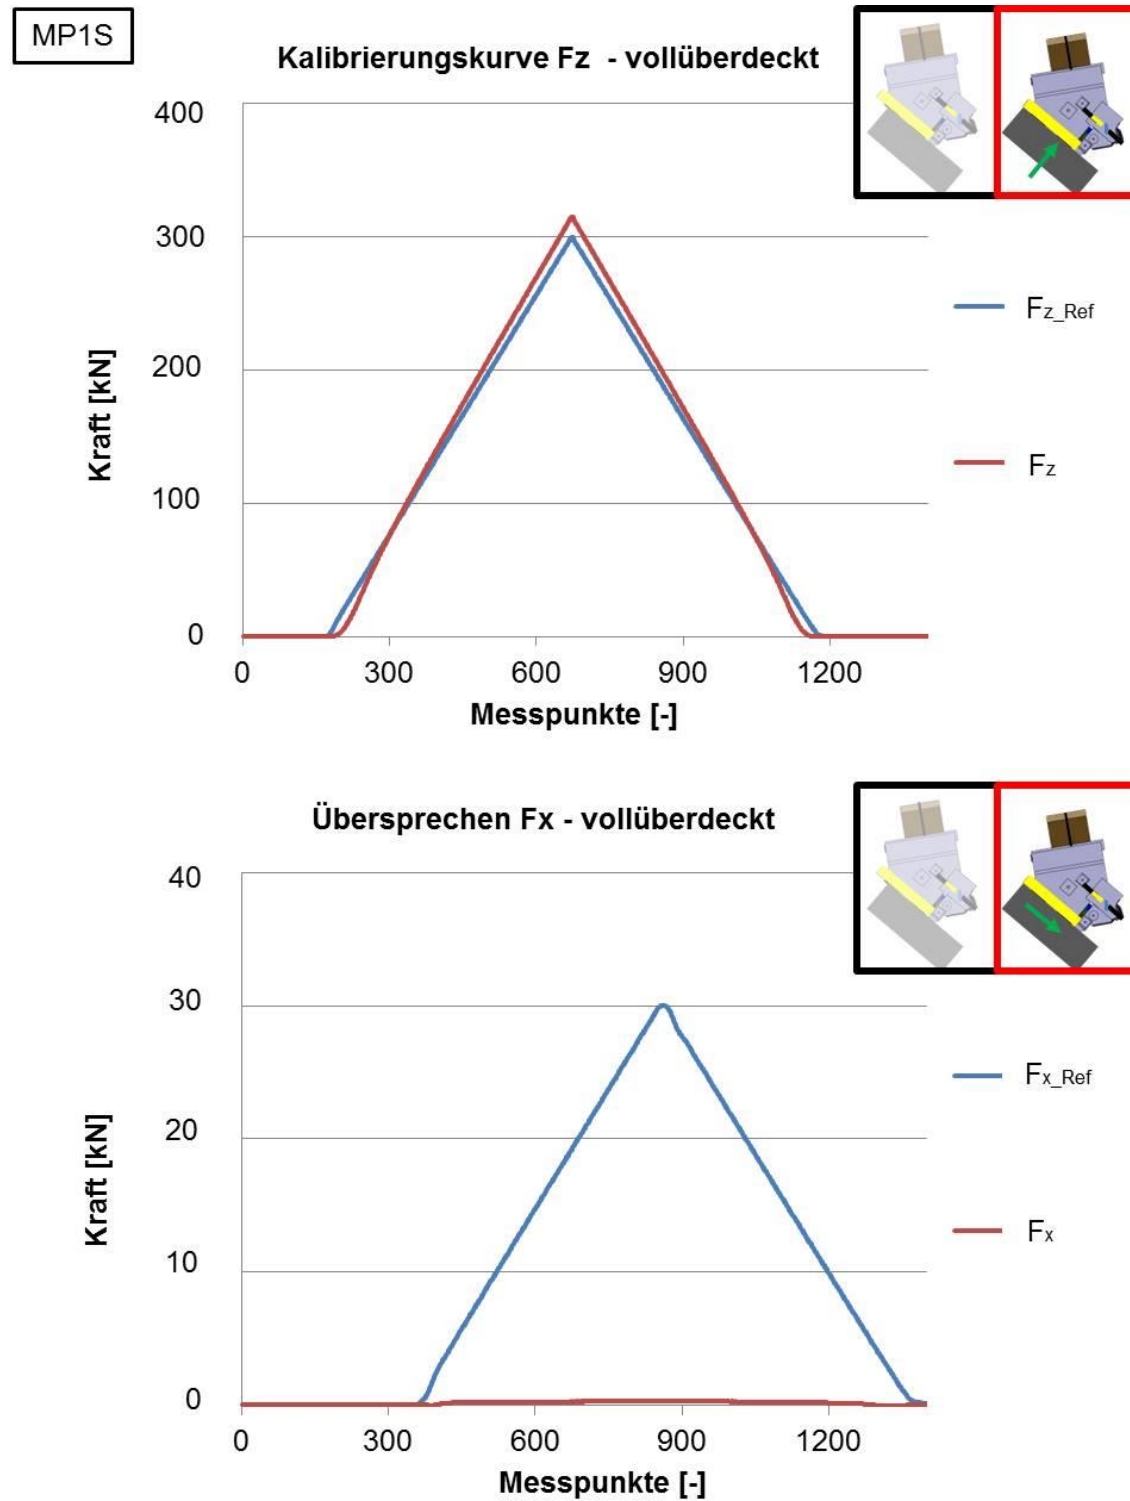 MP1S
Kalibrierungskurve Fz - vollüberdeckt
400
300
200
100
0
Kraft [kN]
0 300 600 900 1200
Messpunkte [-]
Fz_Ref
Fz
Übersprechen Fx - vollüberdeckt
40
30
20
10
0
Kraft [kN]
0 300 600 900 1200
Messpunkte [-]
Fx_Ref
Fx